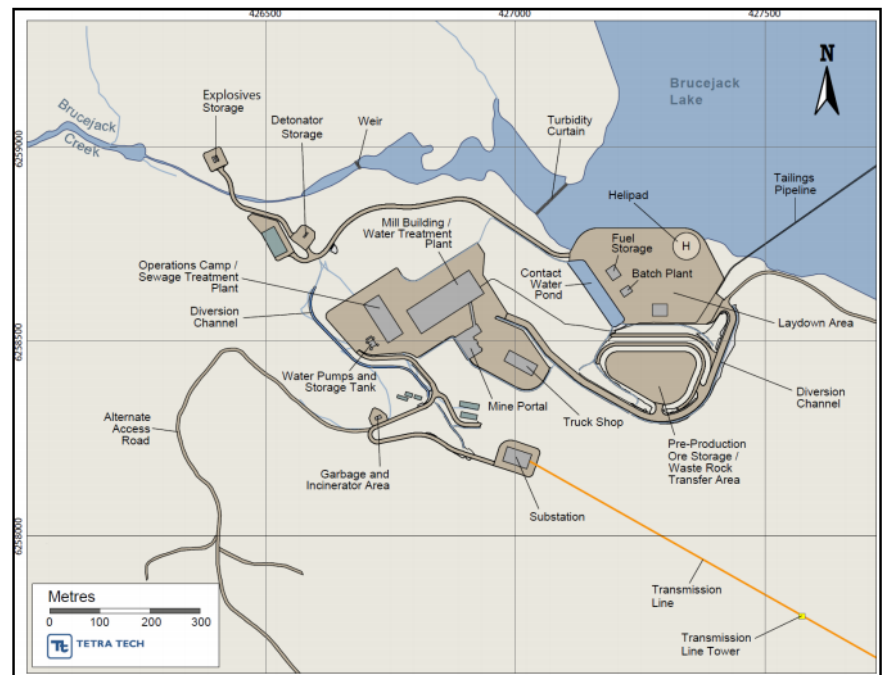 426500
427000
427500
6259000
6258500
6258000
N
Brucejack
Lake
Explosives
Storage
Brucejack
Creek
Detonator
Storage
Weir
Turbidity
Curtain
Tailings
Pipeline
Helipad
H
Mill Building /
Water Treatment
Plant
Fuel
Storage
Batch Plant
Operations Camp /
Sewage Treatment
Plant
Contact
Water
Pond
Diversion
Channel
Laydown Area
Water Pumps and
Storage Tank
Mine Portal
Diversion
Channel
Alternate
Access
Road
Truck Shop
Pre-Production
Ore Storage /
Waste Rock
Transfer Area
Garbage and
Incinerator Area
Substation
Transmission
Line
Transmission
Line Tower
Metres
0 100 200 300
Tt TETRA TECH